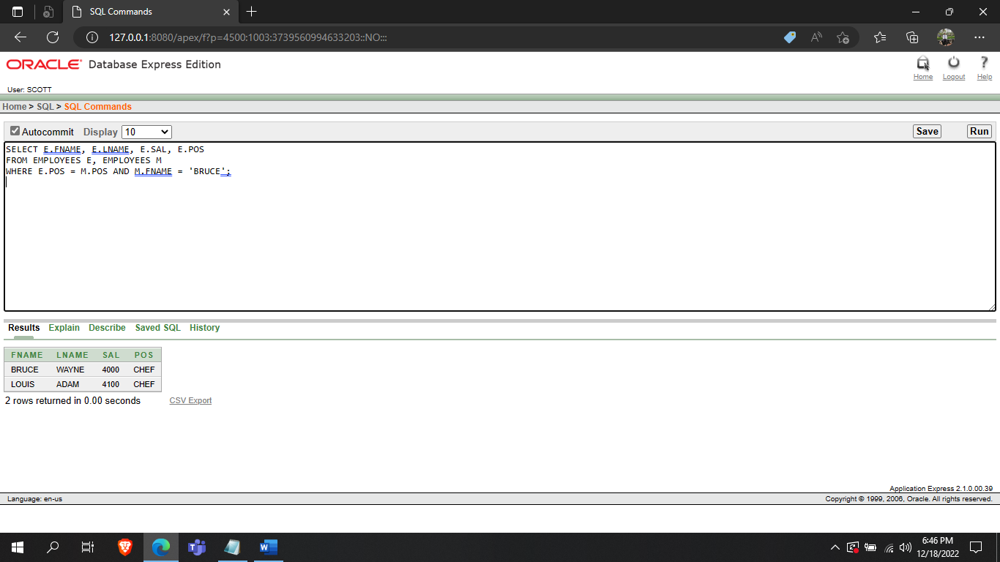 SQL Commands
127.0.0.1:8080/apex/f?p=4500:1003:3739560994633203::NO:::
ORACLE Database Express Edition
Home Logout Help
User: SCOTT
Home > SQL > SQL Commands
Autocommit Display 10 Save Run
SELECT E.FNAME, E.LNAME, E.SAL, E.POS
FROM EMPLOYEES E, EMPLOYEES M
WHERE E.POS = M.POS AND M.FNAME = 'BRUCE';
Results Explain Describe Saved SQL History
FNAME LNAME SAL POS
BRUCE WAYNE 4000 CHEF
LOUIS ADAM 4100 CHEF
2 rows returned in 0.00 seconds CSV Export
Application Express 2.1.0.00.39
Language: en-us Copyright © 1999, 2006, Oracle. All rights reserved.
6:46 PM
12/18/2022